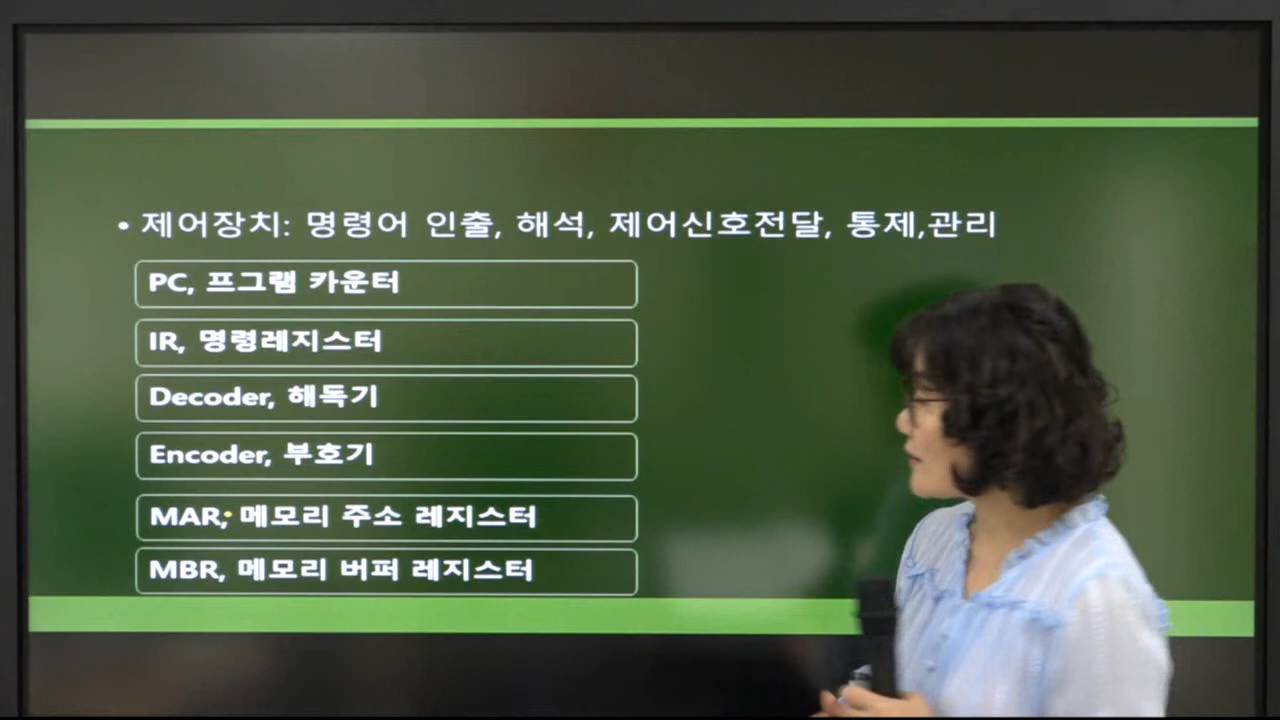 • 제어장치: 명령어 인출, 해석, 제어신호전달, 통제,관리
PC, 프그램 카운터
IR, 명령레지스터
Decoder, 해독기
Encoder, 부호기
MAR, 메모리 주소 레지스터
MBR, 메모리 버퍼 레지스터